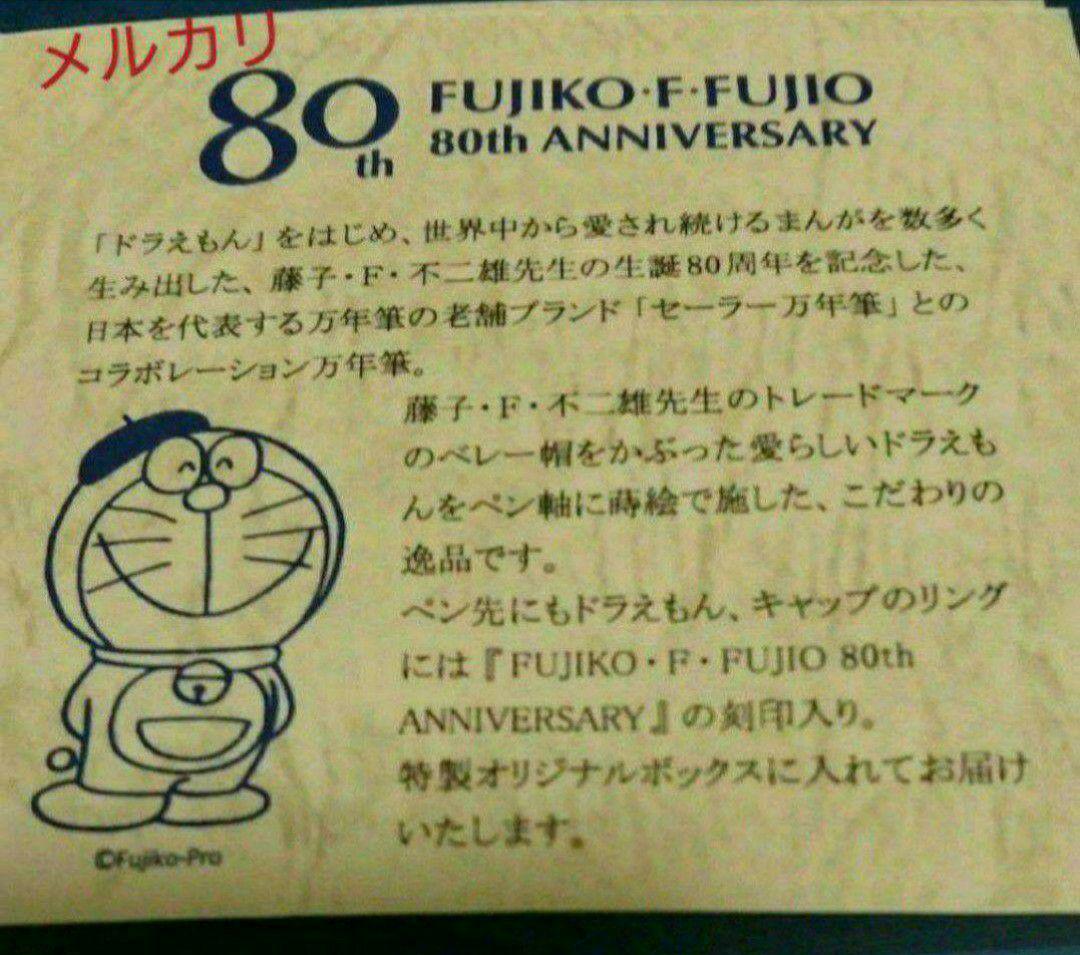 メルカリ
80th
FUJIKO・F・FUJIO
80th ANNIVERSARY
「ドラえもん」をはじめ、世界中から愛され続けるまんがを数多く
生み出した、藤子・F・不二雄先生の生誕80周年を記念した、
日本を代表する万年筆の老舗ブランド「セーラー万年筆」との
コラボレーション万年筆。
藤子・F・不二雄先生のトレードマーク
のベレー帽をかぶった愛らしいドラえも
んをペン軸に蒔絵で施した、こだわりの
逸品です。
ペン先にもドラえもん、キャップのリング
には『FUJIKO・F・FUJIO 80th
ANNIVERSARY』の刻印入り。
特製オリジナルボックスに入れてお届け
いたします。
©Fujiko-Pro